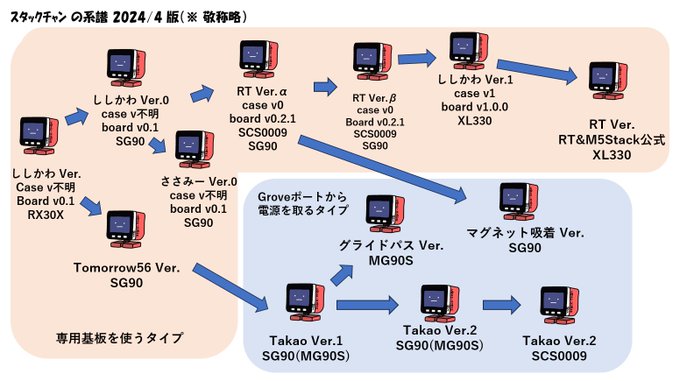 スタックチャン の系譜 2024/4 版(※ 敬称略)
ししかわ Ver.0
case v不明
board v0.1
SG90
RT Ver.α
case v0
board v0.2.1
SCS0009
SG90
RT Ver.β
case v0
Board v0.2.1
SCS0009
SG90
ししかわ Ver.1
case v1
board v1.0.0
XL330
RT Ver.
RT&M5Stack公式
XL330
ししかわ Ver.
Case v不明
Board v0.1
RX30X
ささみー Ver.0
case v不明
board v0.1
SG90
Tomorrow56 Ver.
SG90
専用基板を使うタイプ
Groveポートから
電源を取るタイプ
グライドパス Ver.
MG90S
マグネット吸着 Ver.
SG90
Takao Ver.1
SG90(MG90S)
Takao Ver.2
SG90(MG90S)
Takao Ver.2
SCS0009